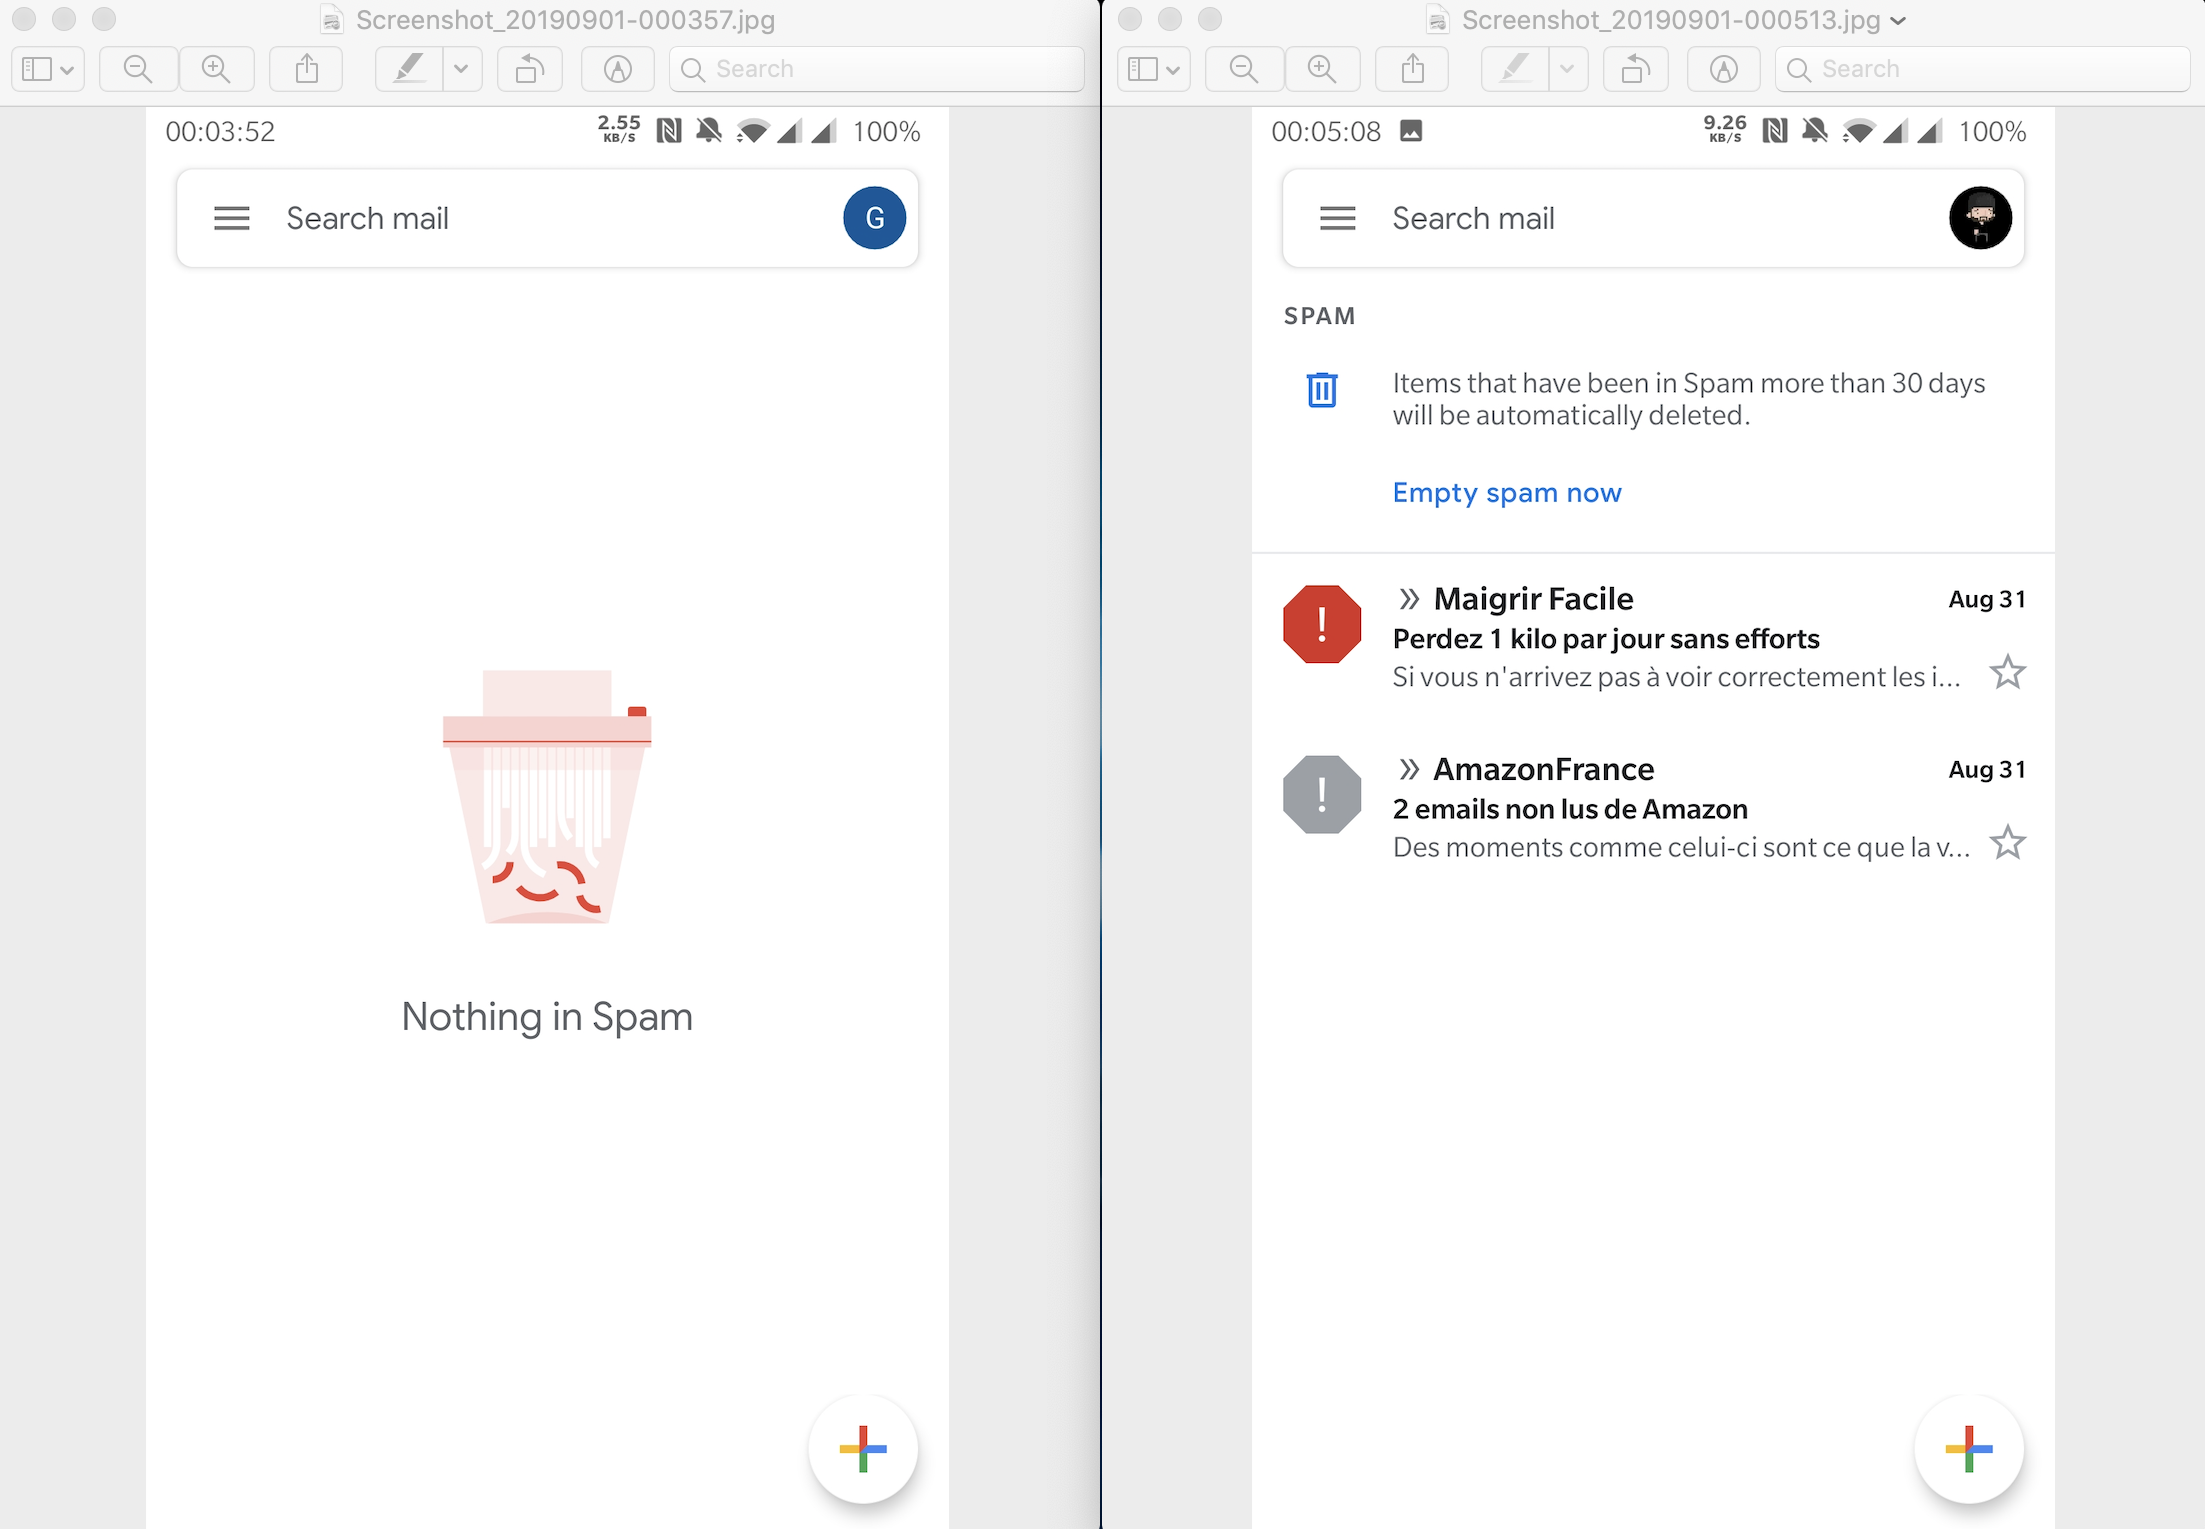 Screenshot_20190901-000357.jpg
Search
00:03:52
2.55
KB/S
100%
Search mail
G
Nothing in Spam
Screenshot_20190901-000513.jpg
Search
00:05:08
9.26
KB/S
100%
Search mail
SPAM
Items that have been in Spam more than 30 days
will be automatically deleted.
Empty spam now
Maigrir Facile
Aug 31
Perdez 1 kilo par jour sans efforts
Si vous n'arrivez pas à voir correctement les i...
AmazonFrance
Aug 31
2 emails non lus de Amazon
Des moments comme celui-ci sont ce que la v...